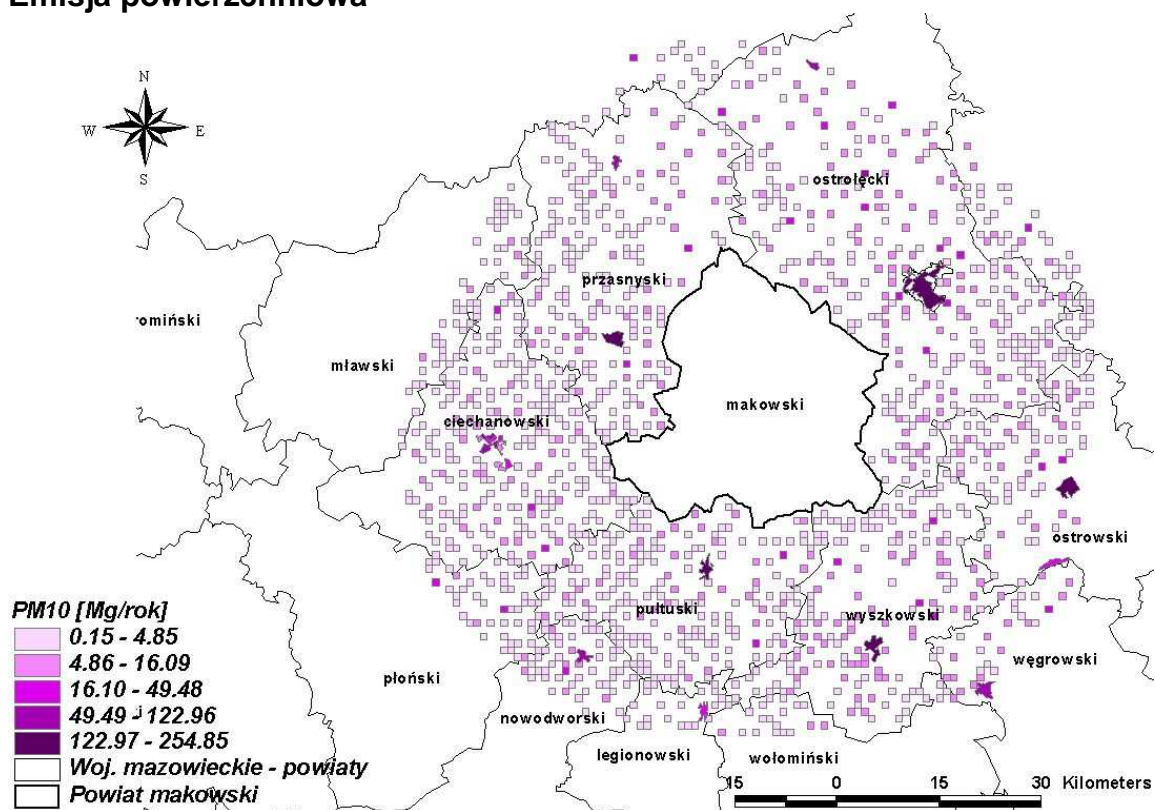 Emisja powierzchniowa
N
W E
S
ostrołęcki
przasnyski
romiński
mławski
makowski
ciechanowski
ostrowski
pułtuski
wyszkowski
węgrowski
płoński
nowodworski
legionowski
wołomiński
PM10 [Mg/rok]
0.15 - 4.85
4.86 - 16.09
16.10 - 49.48
49.49 - 122.96
122.97 - 254.85
Woj. mazowieckie - powiaty
Powiat makowski
15 0 15 30 Kilometers